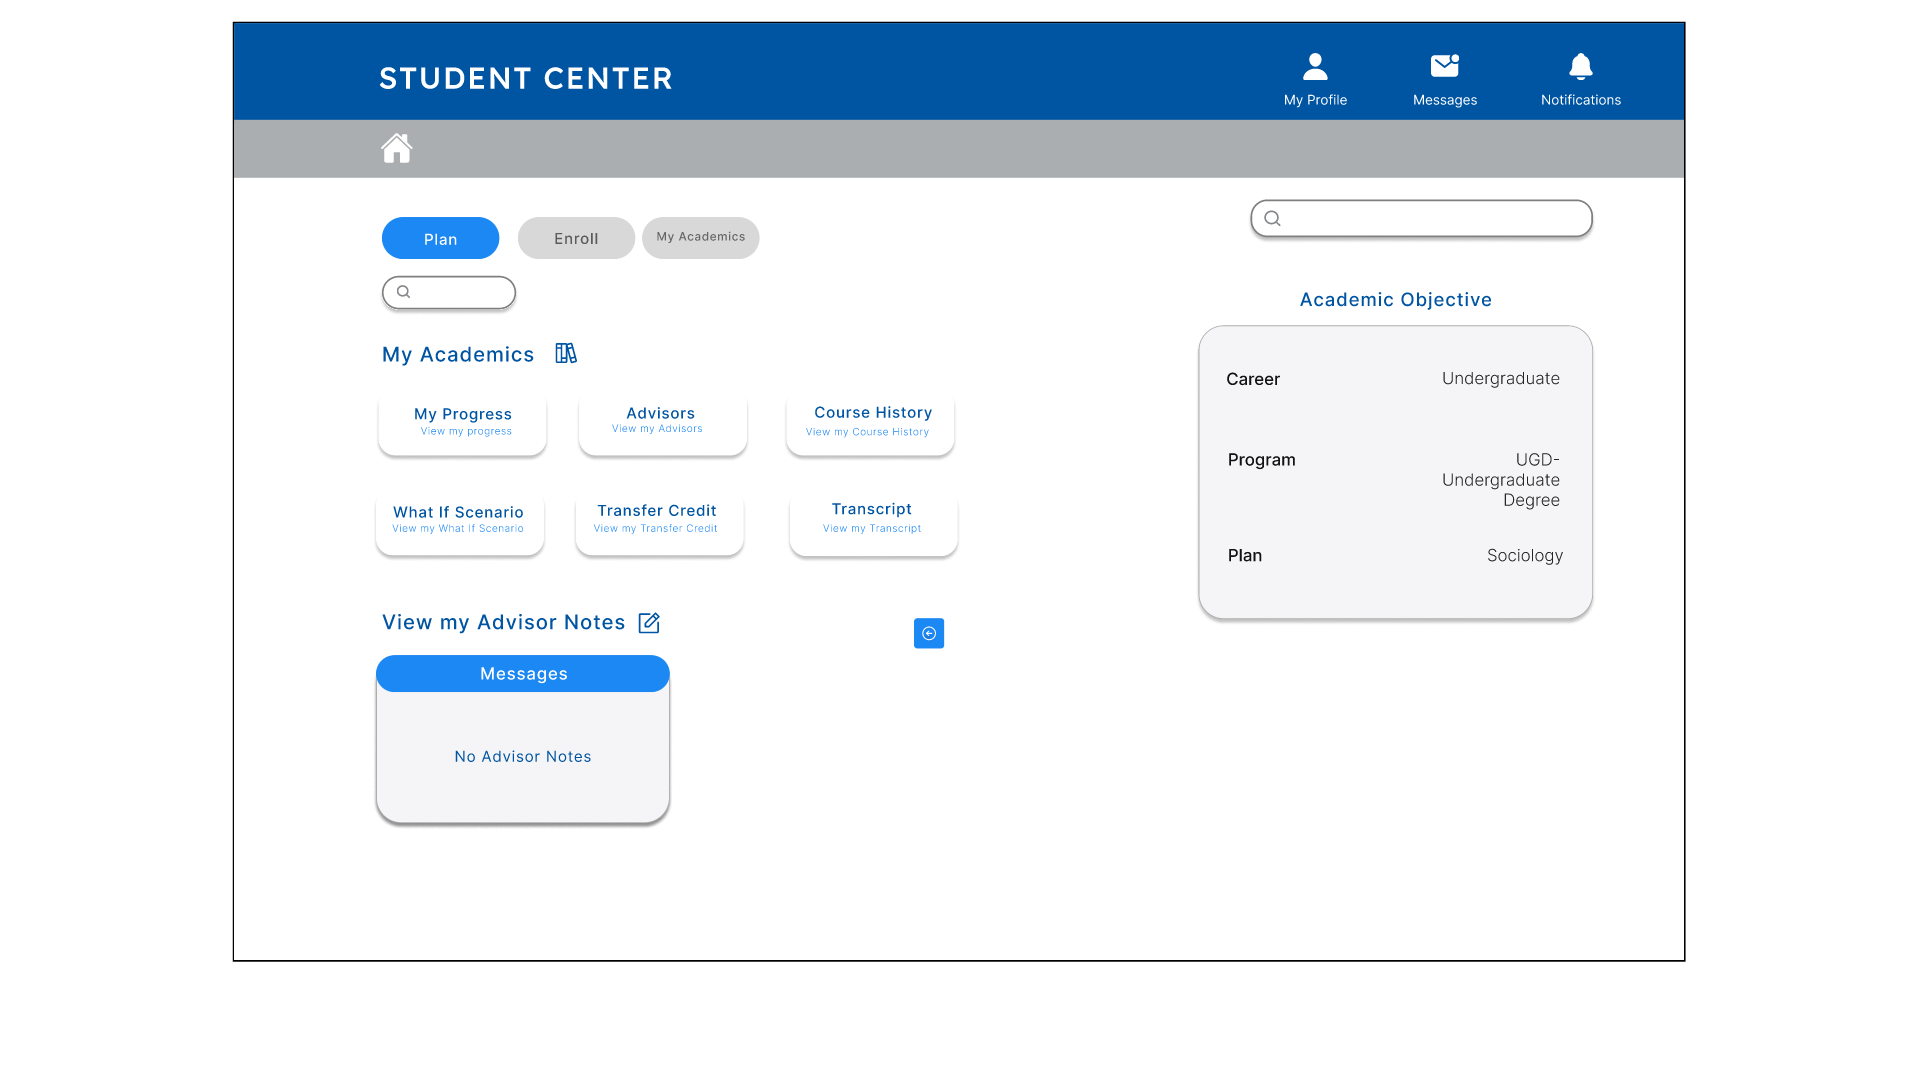 STUDENT CENTER
My Profile
Messages
Notifications
Plan
Enroll
My Academics
My Academics
My Progress
View my progress
Advisors
View my Advisors
Course History
View my Course History
What If Scenario
View my What If Scenario
Transfer Credit
View my Transfer Credit
Transcript
View my Transcript
View my Advisor Notes
Messages
No Advisor Notes
Academic Objective
Career
Undergraduate
Program
UGD-
Undergraduate
Degree
Plan
Sociology